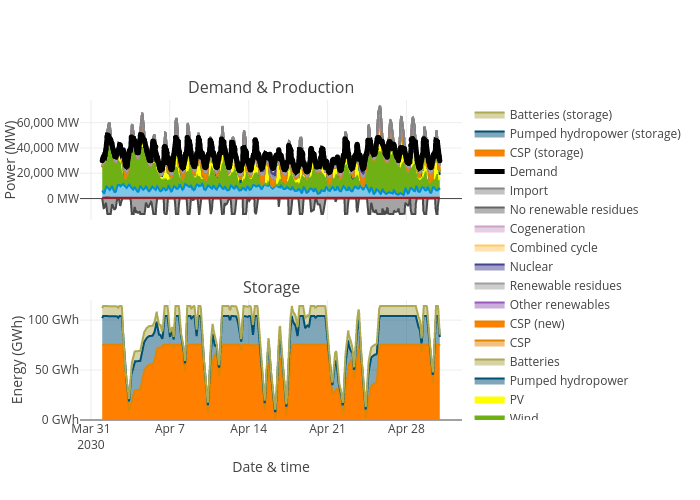 Demand & Production
Power (MW)
60,000 MW
40,000 MW
20,000 MW
0 MW
Storage
Energy (GWh)
100 GWh
50 GWh
0 GWh
Mar 31
2030
Apr 7
Apr 14
Apr 21
Apr 28
Date & time
Batteries (storage)
Pumped hydropower (storage)
CSP (storage)
Demand
Import
No renewable residues
Cogeneration
Combined cycle
Nuclear
Renewable residues
Other renewables
CSP (new)
CSP
Batteries
Pumped hydropower
PV
Wind